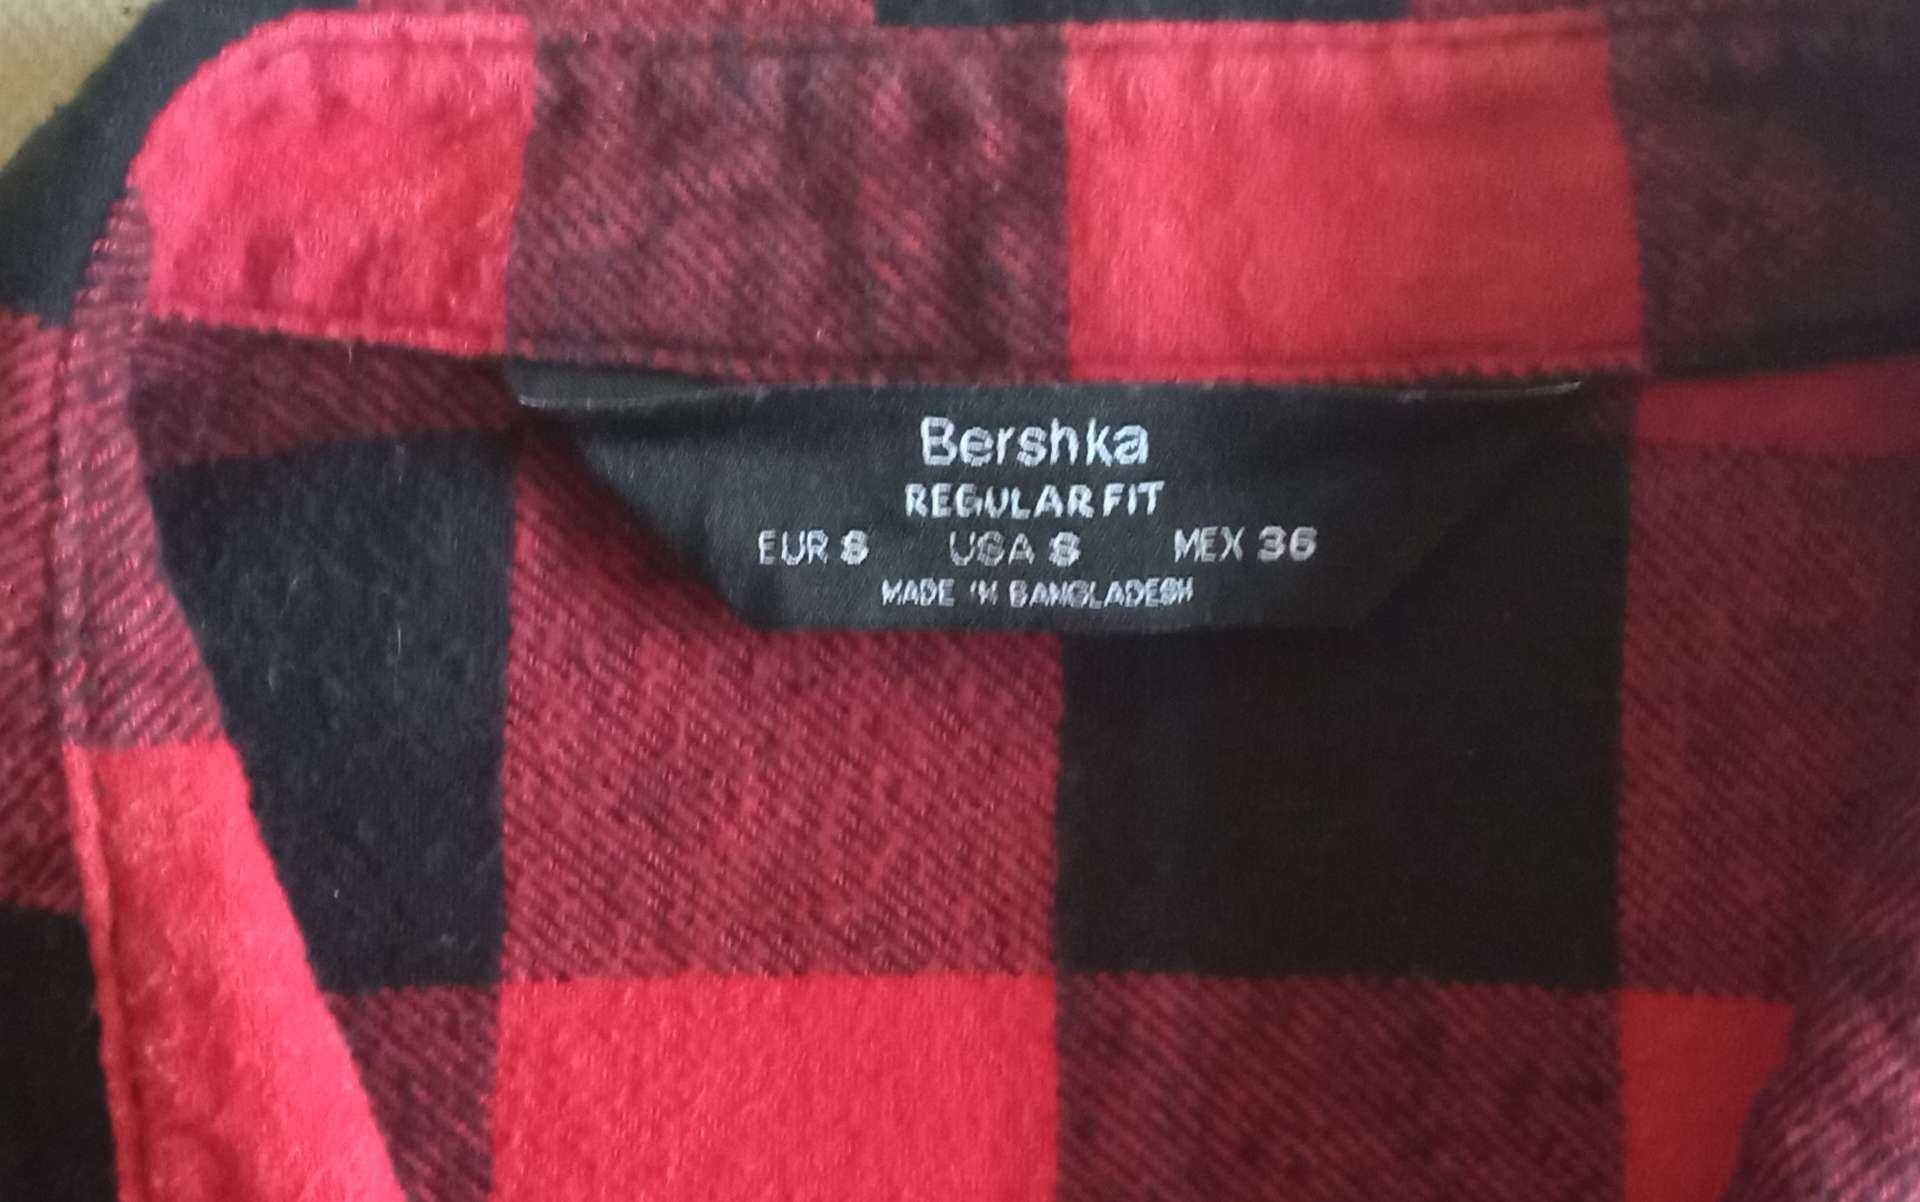 Bershka
REGULAR FIT
EUR S USA S MEX 36
MADE IN BANGLADESH